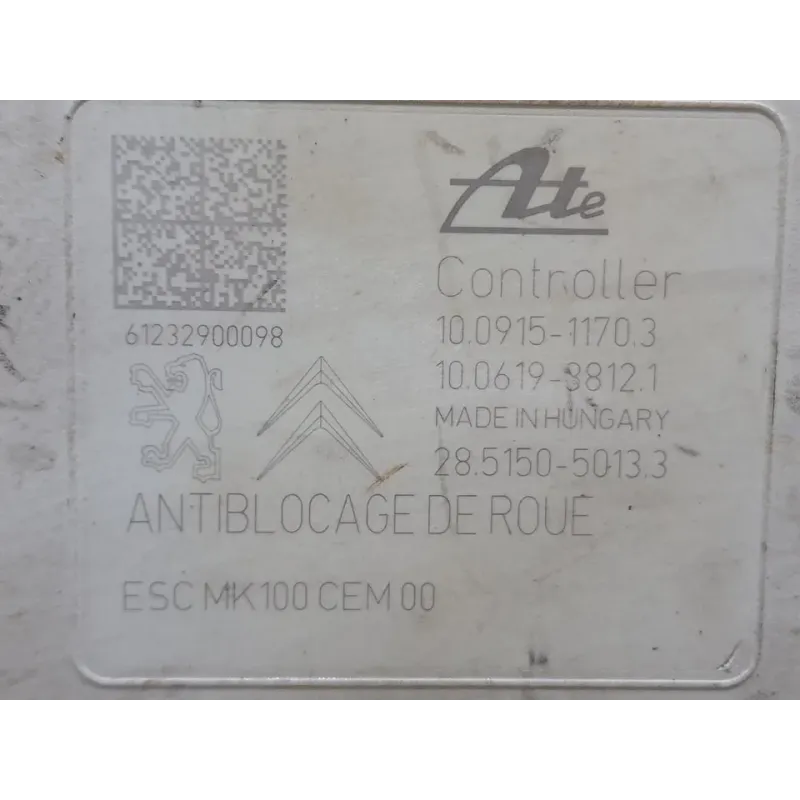 Ate
Controller
61232900098
10.0915-1170.3
10.0619-3812.1
MADE IN HUNGARY
28.5150-5013.3
ANTIBLOCAGE DE ROUE
ESC MK100 CEM 00